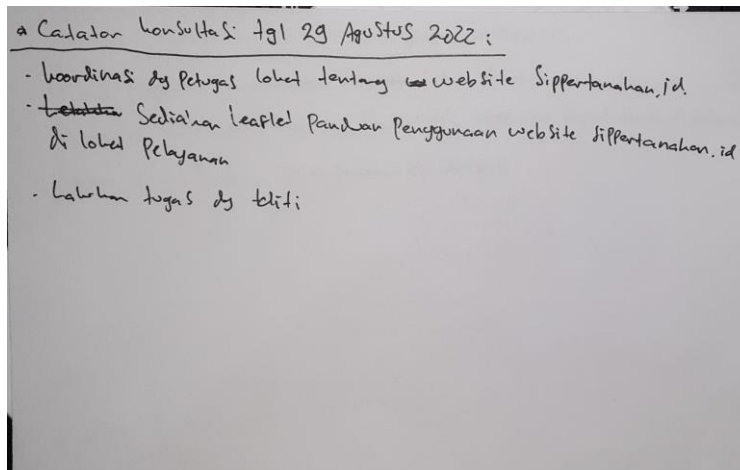 * Catatan konsultasi tgl 29 Agustus 2022 :
- koordinasi dg Petugas loket tentang website Sippertanahan.id.
- Sediakan leaflet Panduan Penggunaan website Sippertanahan.id
di loket Pelayanan
- Lakukan tugas dg teliti